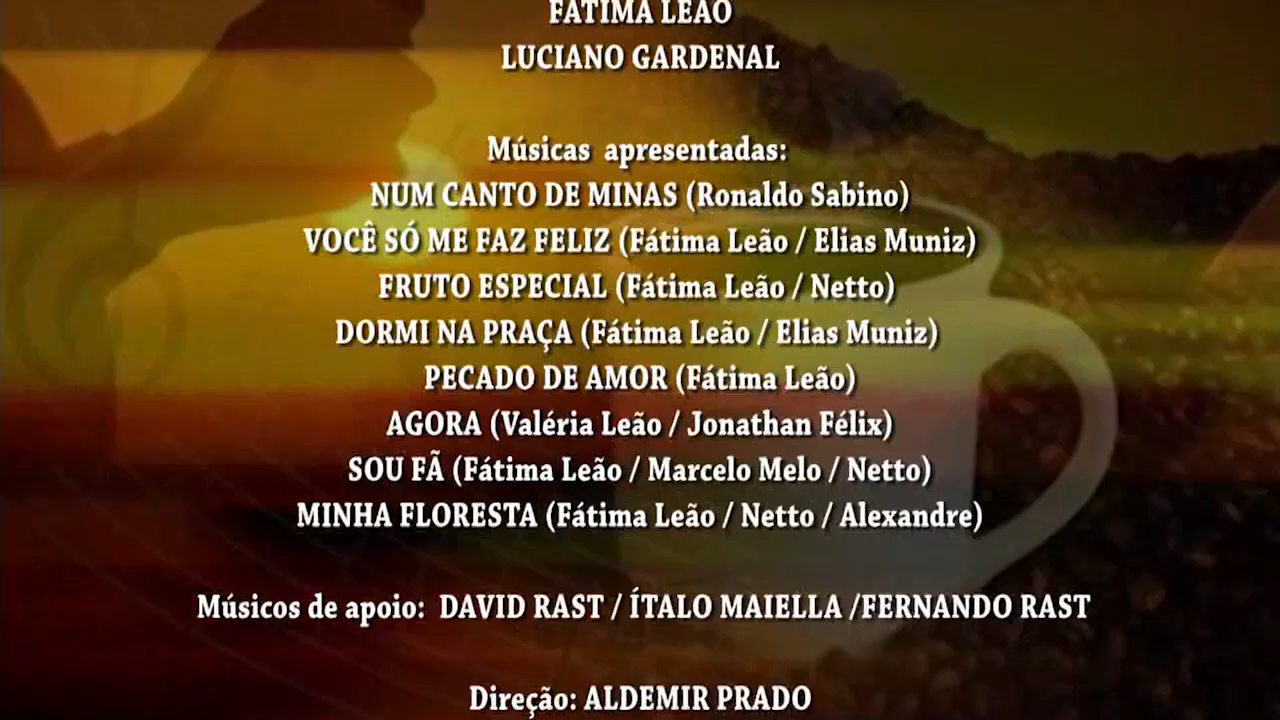 FÁTIMA LEÃO
LUCIANO GARDENAL
Músicas apresentadas:
NUM CANTO DE MINAS (Ronaldo Sabino)
VOCÊ SÓ ME FAZ FELIZ (Fátima Leão / Elias Muniz)
FRUTO ESPECIAL (Fátima Leão / Netto)
DORMI NA PRAÇA (Fátima Leão / Elias Muniz)
PECADO DE AMOR (Fátima Leão)
AGORA (Valéria Leão / Jonathan Félix)
SOU FÃ (Fátima Leão / Marcelo Melo / Netto)
MINHA FLORESTA (Fátima Leão / Netto / Alexandre)
Músicos de apoio: DAVID RAST / ÍTALO MAIELLA /FERNANDO RAST
Direção: ALDEMIR PRADO